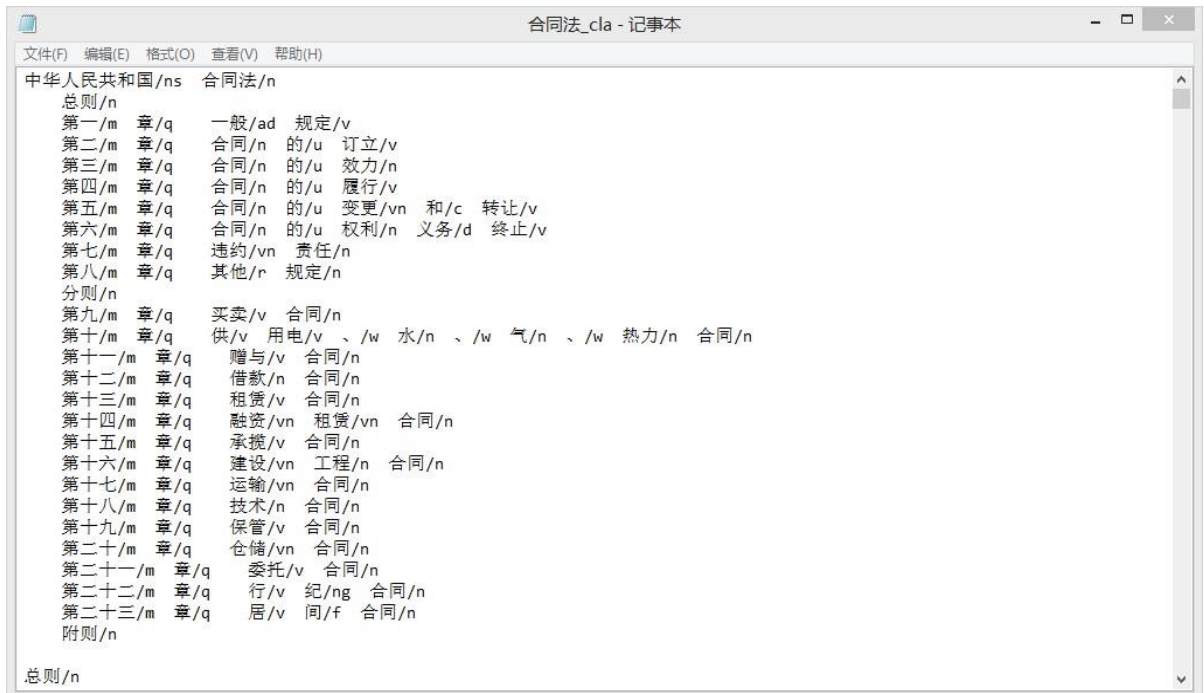 合同法_cla - 记事本
文件(F) 编辑(E) 格式(O) 查看(V) 帮助(H)
中华人民共和国/ns 合同法/n
总则/n
第一/m 章/q 一般/ad 规定/v
第二/m 章/q 合同/n 的/u 订立/v
第三/m 章/q 合同/n 的/u 效力/n
第四/m 章/q 合同/n 的/u 履行/v
第五/m 章/q 合同/n 的/u 变更/vn 和/c 转让/v
第六/m 章/q 合同/n 的/u 权利/n 义务/d 终止/v
第七/m 章/q 违约/vn 责任/n
第八/m 章/q 其他/r 规定/n
分则/n
第九/m 章/q 买卖/v 合同/n
第十/m 章/q 供/v 用电/v 、/w 水/n 、/w 气/n 、/w 热力/n 合同/n
第十一/m 章/q 赠与/v 合同/n
第十二/m 章/q 借款/n 合同/n
第十三/m 章/q 租赁/v 合同/n
第十四/m 章/q 融资/vn 租赁/vn 合同/n
第十五/m 章/q 承揽/v 合同/n
第十六/m 章/q 建设/vn 工程/n 合同/n
第十七/m 章/q 运输/vn 合同/n
第十八/m 章/q 技术/n 合同/n
第十九/m 章/q 保管/v 合同/n
第二十/m 章/q 仓储/vn 合同/n
第二十一/m 章/q 委托/v 合同/n
第二十二/m 章/q 行/v 纪/ng 合同/n
第二十三/m 章/q 居/v 间/f 合同/n
附则/n
总则/n